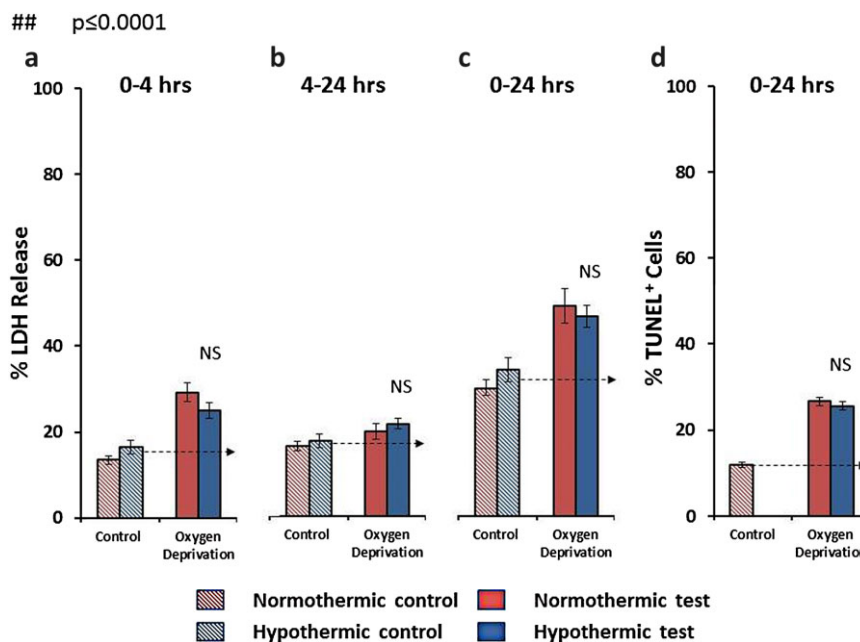 ## p≤0.0001
a b c d
0-4 hrs 4-24 hrs 0-24 hrs 0-24 hrs
% LDH Release
100
80
60
40
20
0
NS
NS
NS
% TUNEL+ Cells
100
80
60
40
20
0
NS
Control Oxygen Deprivation
Control Oxygen Deprivation
Control Oxygen Deprivation
Control Oxygen Deprivation
Normothermic control Normothermic test
Hypothermic control Hypothermic test